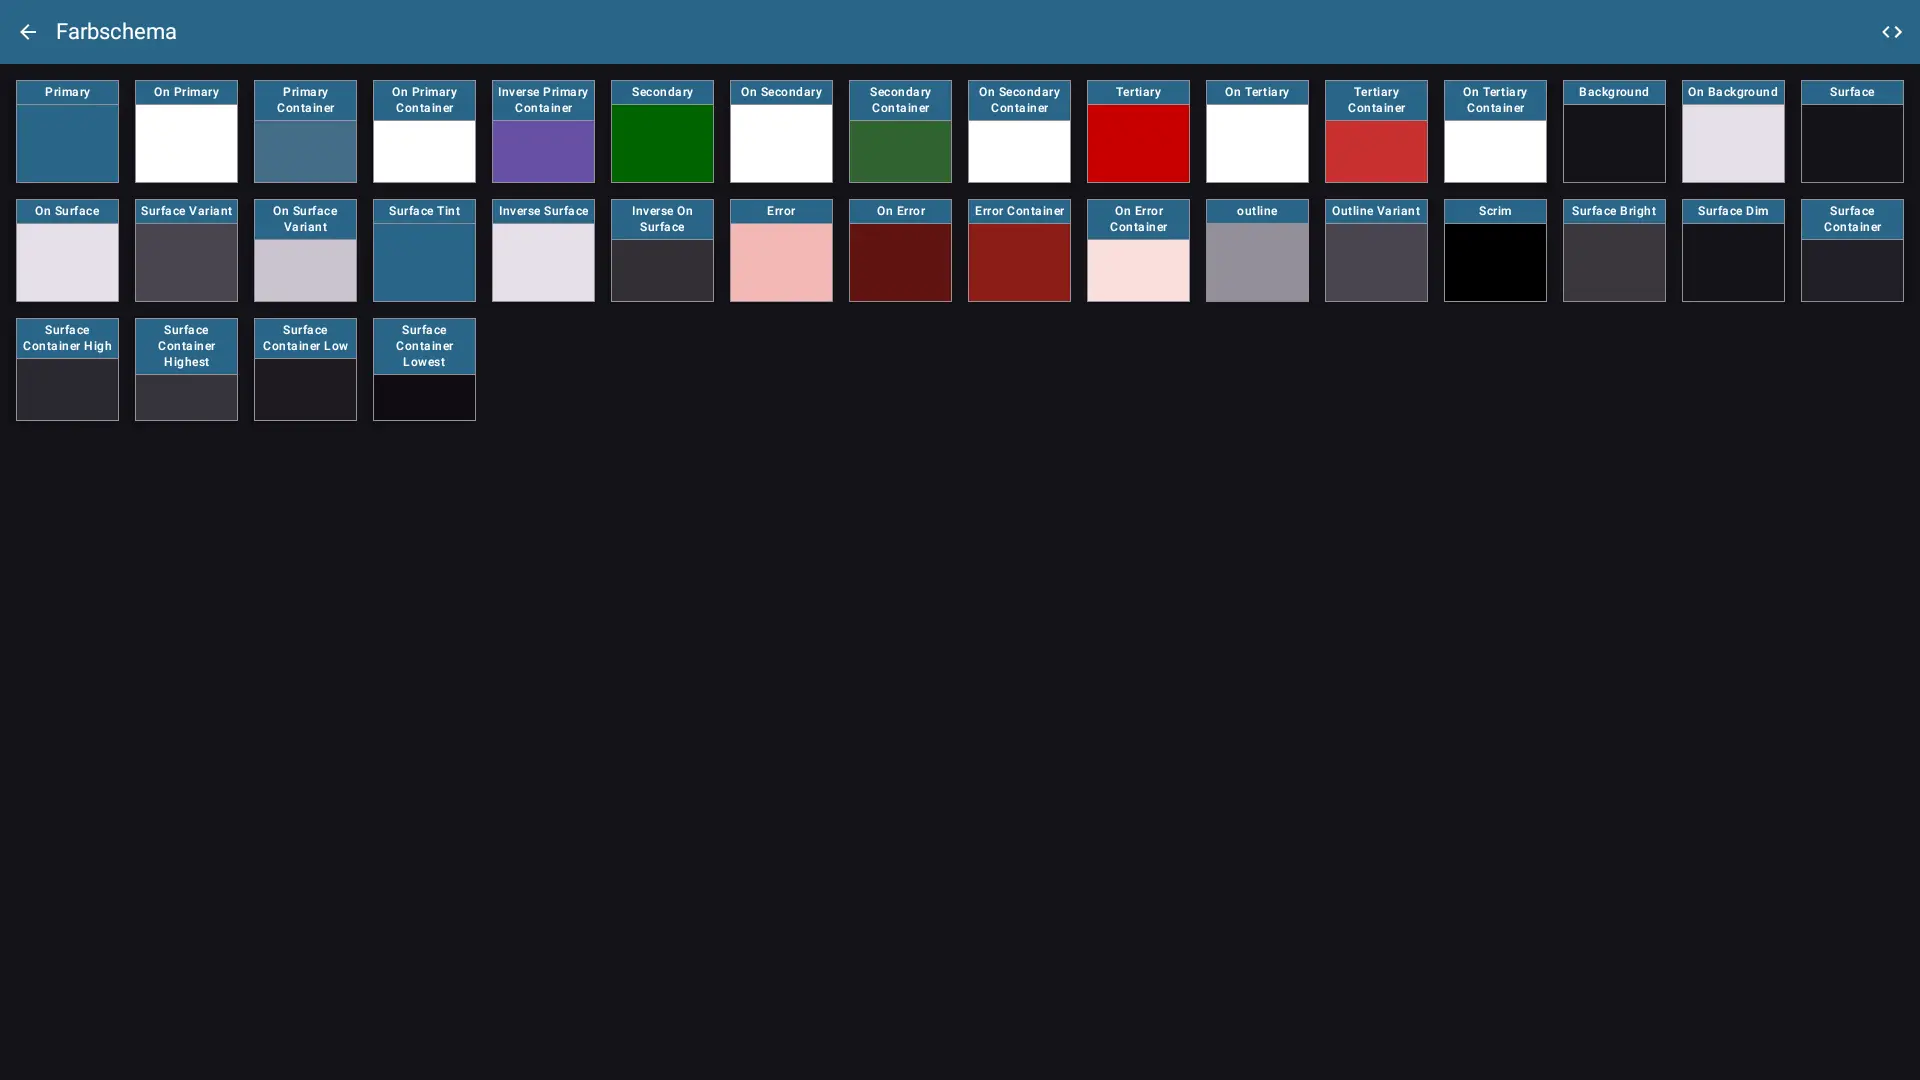 Farbschema
Primary
On Primary
Primary
Container
On Primary
Container
Inverse Primary
Container
Secondary
On Secondary
Secondary
Container
On Secondary
Container
Tertiary
On Tertiary
Tertiary
Container
On Tertiary
Container
Background
On Background
Surface
On Surface
Surface Variant
On Surface
Variant
Surface Tint
Inverse Surface
Inverse On
Surface
Error
On Error
Error Container
On Error
Container
outline
Outline Variant
Scrim
Surface Bright
Surface Dim
Surface
Container
Surface
Container High
Surface
Container
Highest
Surface
Container Low
Surface
Container
Lowest